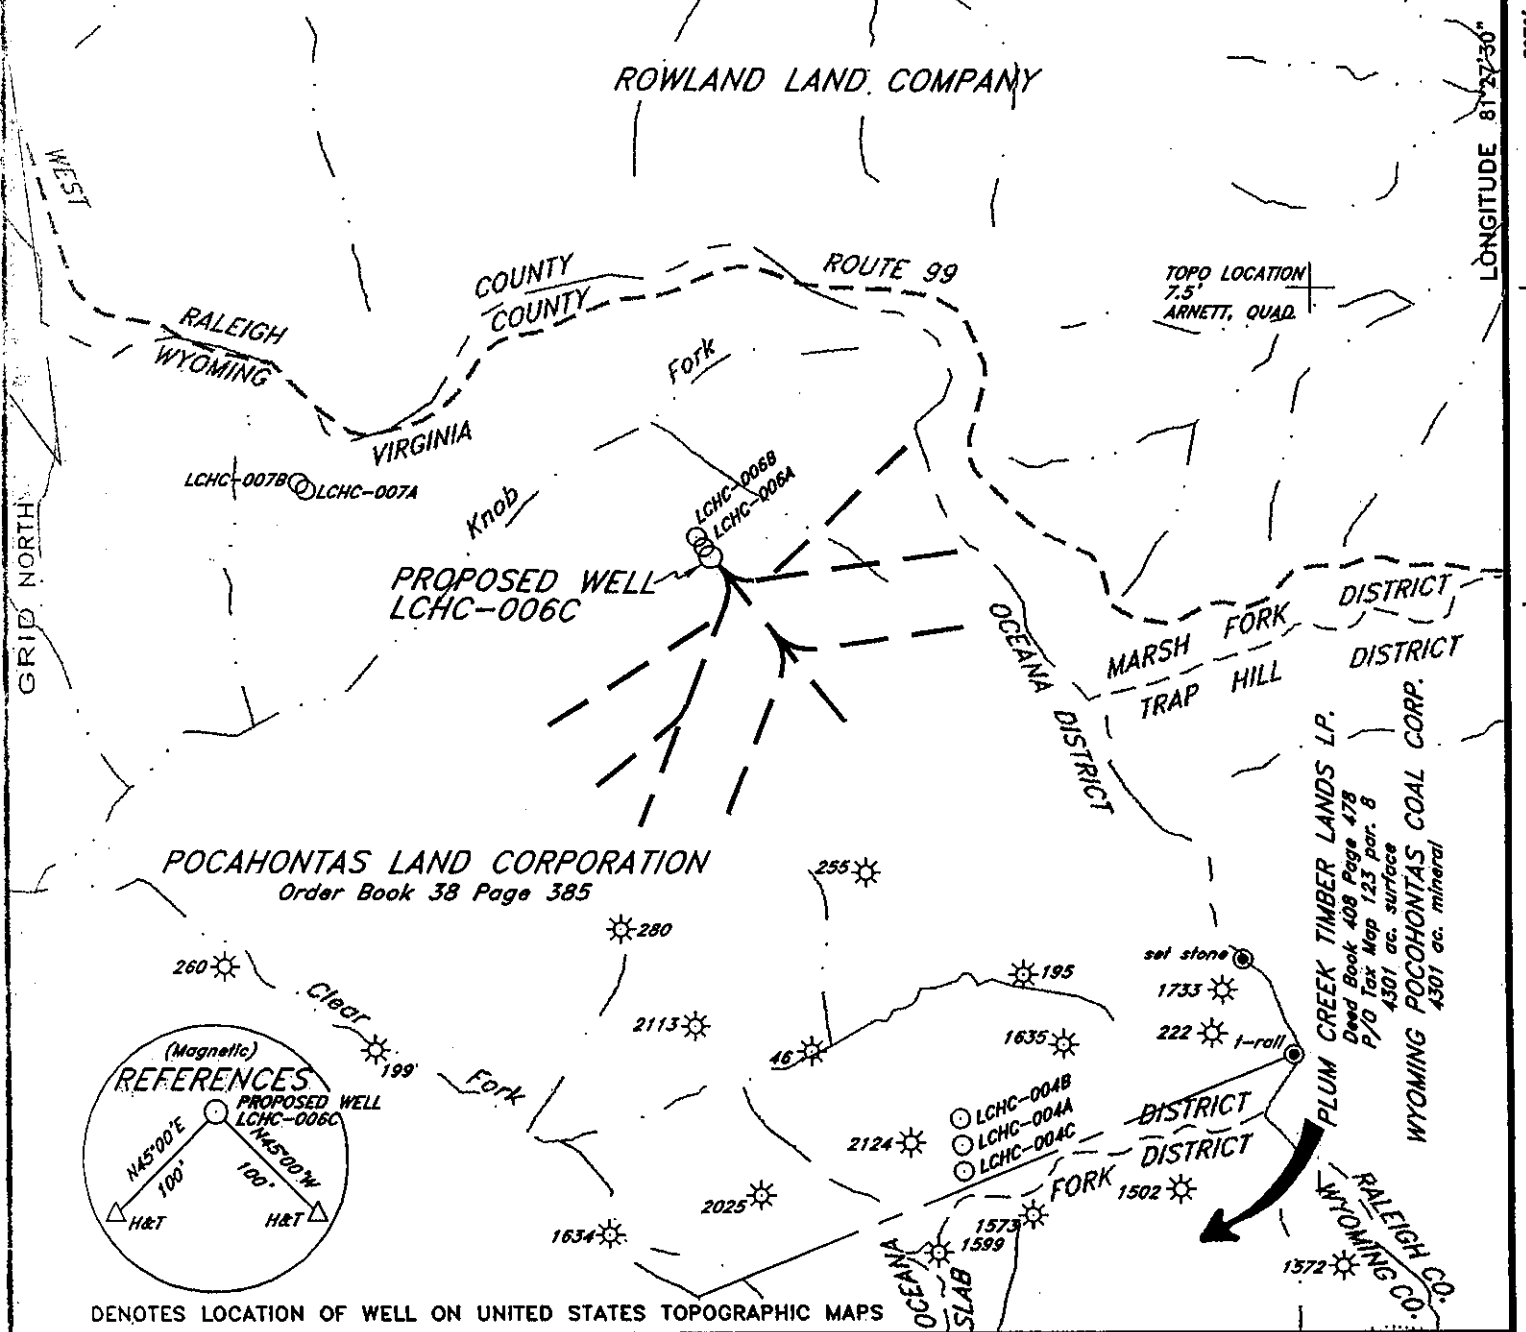 ROWLAND LAND COMPANY
LONGITUDE 81°27'30"
WEST
COUNTY
COUNTY
ROUTE 99
TOPO LOCATION
7.5'
ARNETT, QUAD.
RALEIGH
WYOMING
VIRGINIA
Fork
Knob
LCHC-007B
LCHC-007A
LCHC-006B
LCHC-006A
GRID NORTH
PROPOSED WELL
LCHC-006C
OCEANA DISTRICT
MARSH FORK DISTRICT
TRAP HILL DISTRICT
POCAHONTAS LAND CORPORATION
Order Book 38 Page 385
PLUM CREEK TIMBER LANDS LP.
Deed Book 408 Page 478
P/O Tax Map 123 par. 8
4301 ac. surface
WYOMING POCOHONTAS COAL CORP.
4301 ac. mineral
255
280
260
set stone
195
1733
Clear
2113
1635
222
t-rail
46
199'
Fork
(Magnetic)
REFERENCES
PROPOSED WELL
LCHC-006C
N45°00'E
100'
N45°00'W
100'
H&T
H&T
LCHC-004B
LCHC-004A
LCHC-004C
DISTRICT
DISTRICT
2124
FORK
1502
2025
1573
1599
1634
OCEANA
SLAB
1572
RALEIGH CO.
WYOMING CO.
DENOTES LOCATION OF WELL ON UNITED STATES TOPOGRAPHIC MAPS